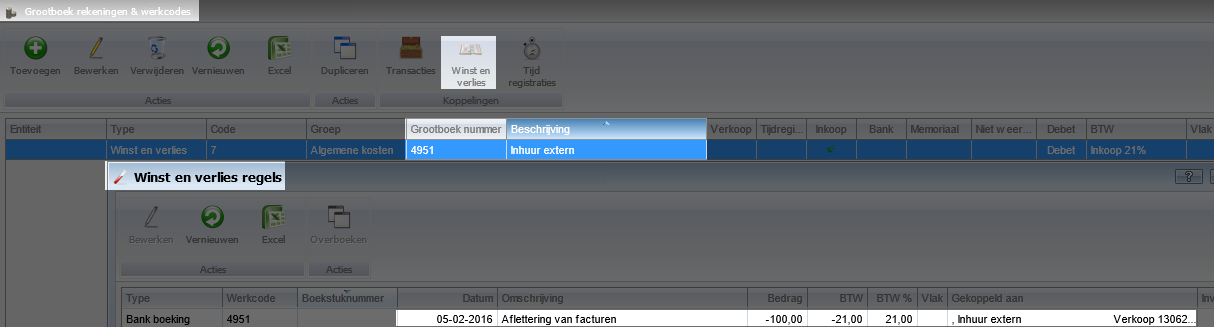 Grootboek rekeningen & werkcodes
Toevoegen Bewerken Verwijderen Vernieuwen Excel Dupliceren Transacties Winst en verlies Tijd registraties
Acties Acties Koppelingen
Entiteit Type Code Groep Grootboek nummer Beschrijving Verkoop Tijdregi... Inkoop Bank Memoriaal Niet w eer... Debet BTW Vlak
Winst en verlies 7 Algemene kosten 4951 Inhuur extern Debet Inkoop 21%
Winst en verlies regels ?
Bewerken Vernieuwen Excel Overboeken
Acties Acties
Type Werkcode Boekstuknummer Datum Omschrijving Bedrag BTW BTW % Vlak Gekoppeld aan Inv
Bank boeking 4951 05-02-2016 Aflettering van facturen -100,00 -21,00 21,00 , Inhuur extern Verkoop 13062...